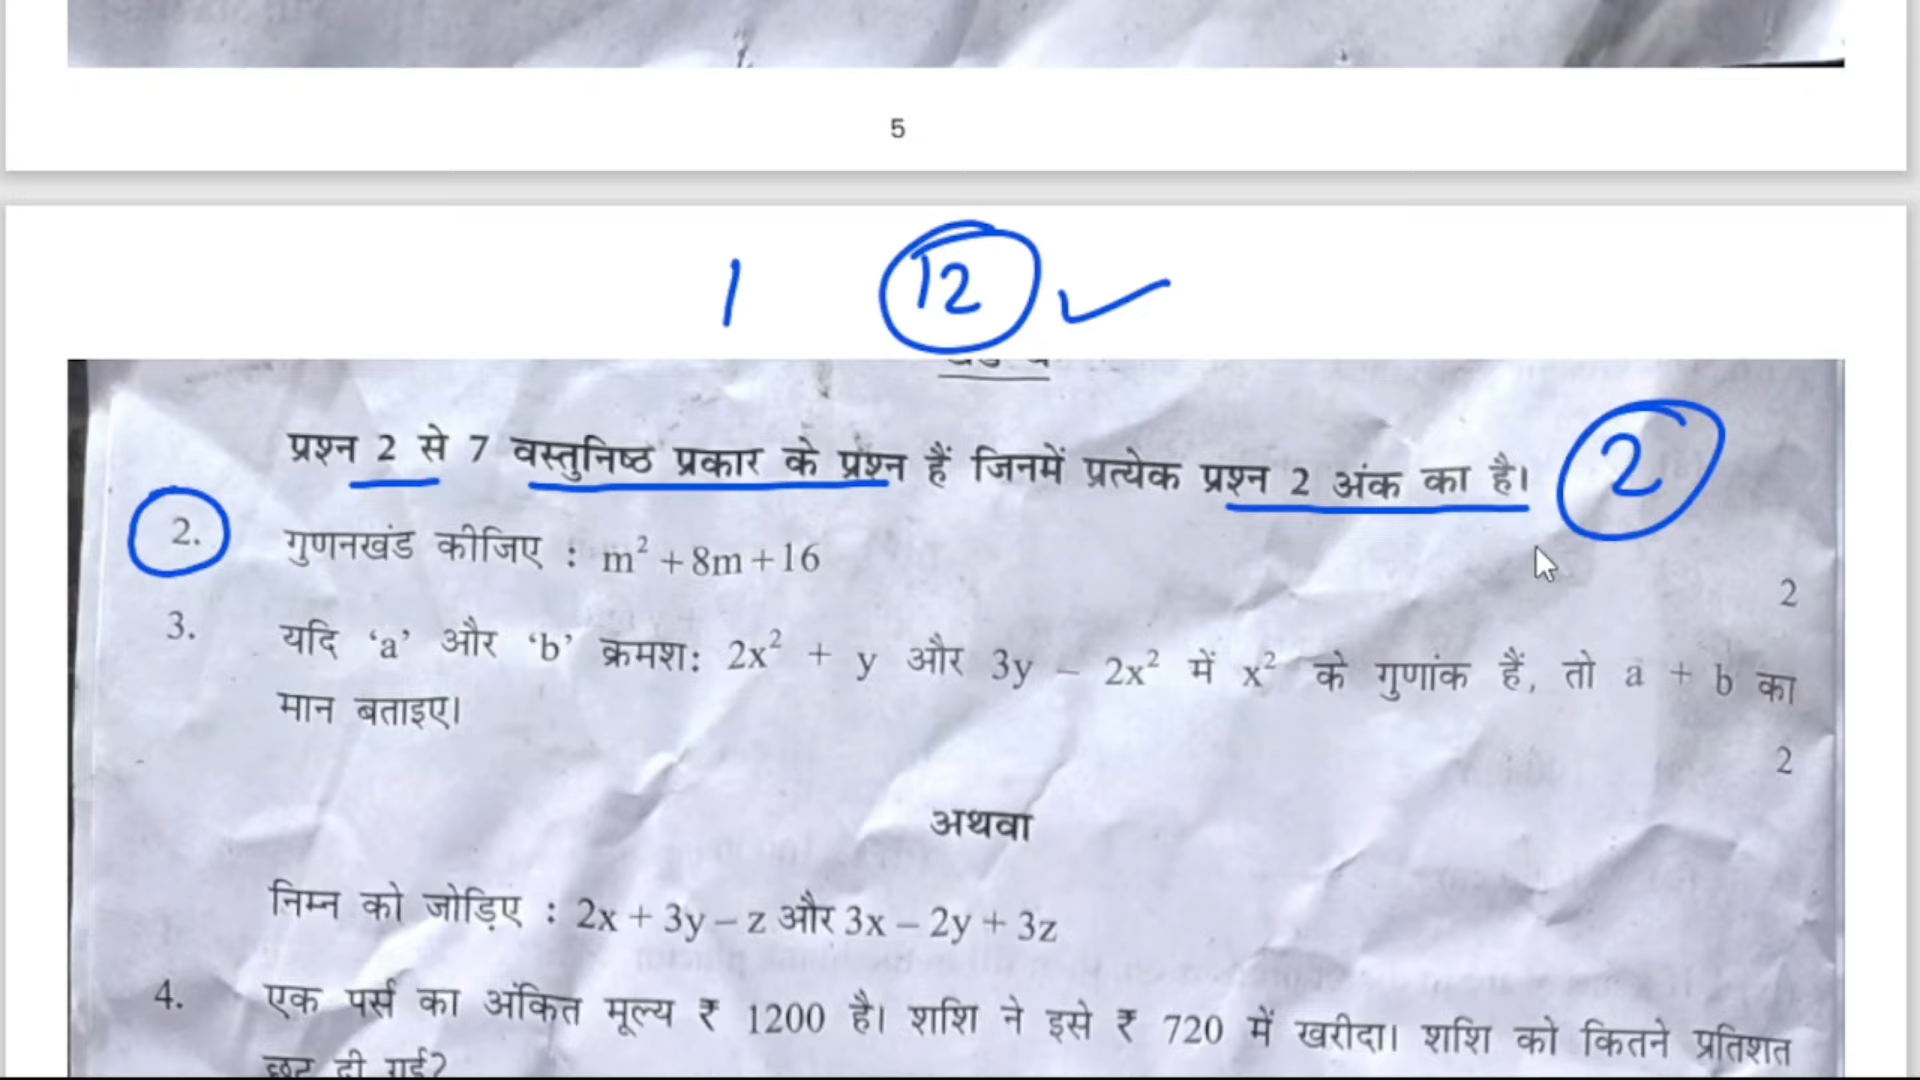 5
1 12
प्रश्न 2 से 7 वस्तुनिष्ठ प्रकार के प्रश्न हैं जिनमें प्रत्येक प्रश्न 2 अंक का है। 2
2. गुणनखंड कीजिए : m² + 8m + 16
2
3. यदि ‘a’ और ‘b’ क्रमश: 2x² + y और 3y – 2x² में x² के गुणांक हैं, तो a + b का
मान बताइए।
2
अथवा
निम्न को जोड़िए : 2x + 3y – z और 3x – 2y + 3z
4. एक पर्स का अंकित मूल्य ₹ 1200 है। शशि ने इसे ₹ 720 में खरीदा। शशि को कितने प्रतिशत
छूट दी गई?